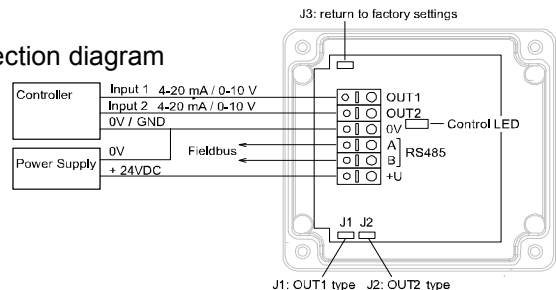 J3: return to factory settings
ection diagram
Controller
Input 1 4-20 mA / 0-10 V
Input 2 4-20 mA / 0-10 V
0V / GND
Power Supply
0V
+ 24VDC
Fieldbus
OUT1
OUT2
0V
A
B
+U
RS485
Control LED
J1 J2
J1: OUT1 type J2: OUT2 type